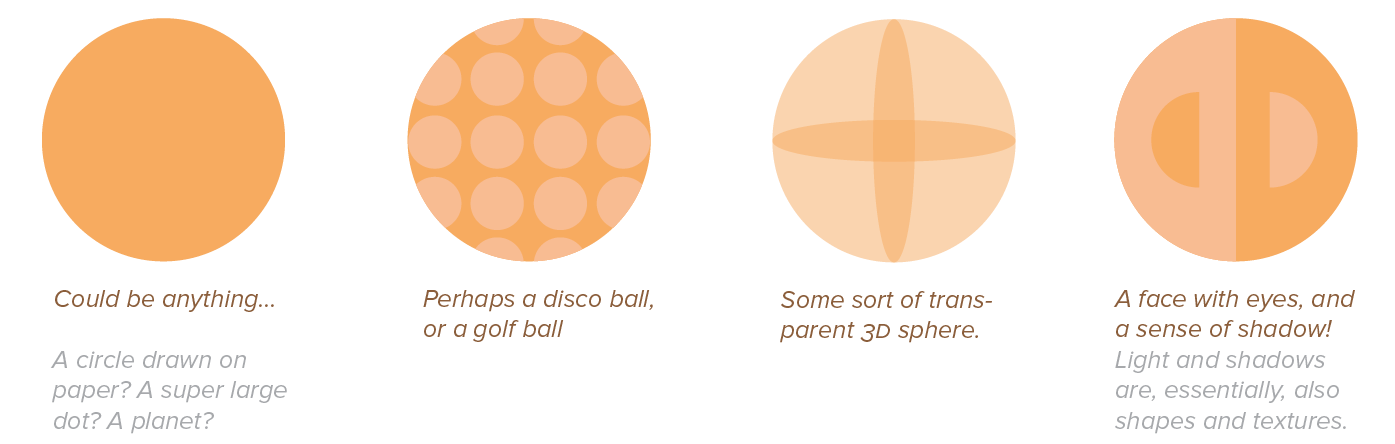 Could be anything...
A circle drawn on
paper? A super large
dot? A planet?
Perhaps a disco ball,
or a golf ball
Some sort of trans-
parent 3D sphere.
A face with eyes, and
a sense of shadow!
Light and shadows
are, essentially, also
shapes and textures.